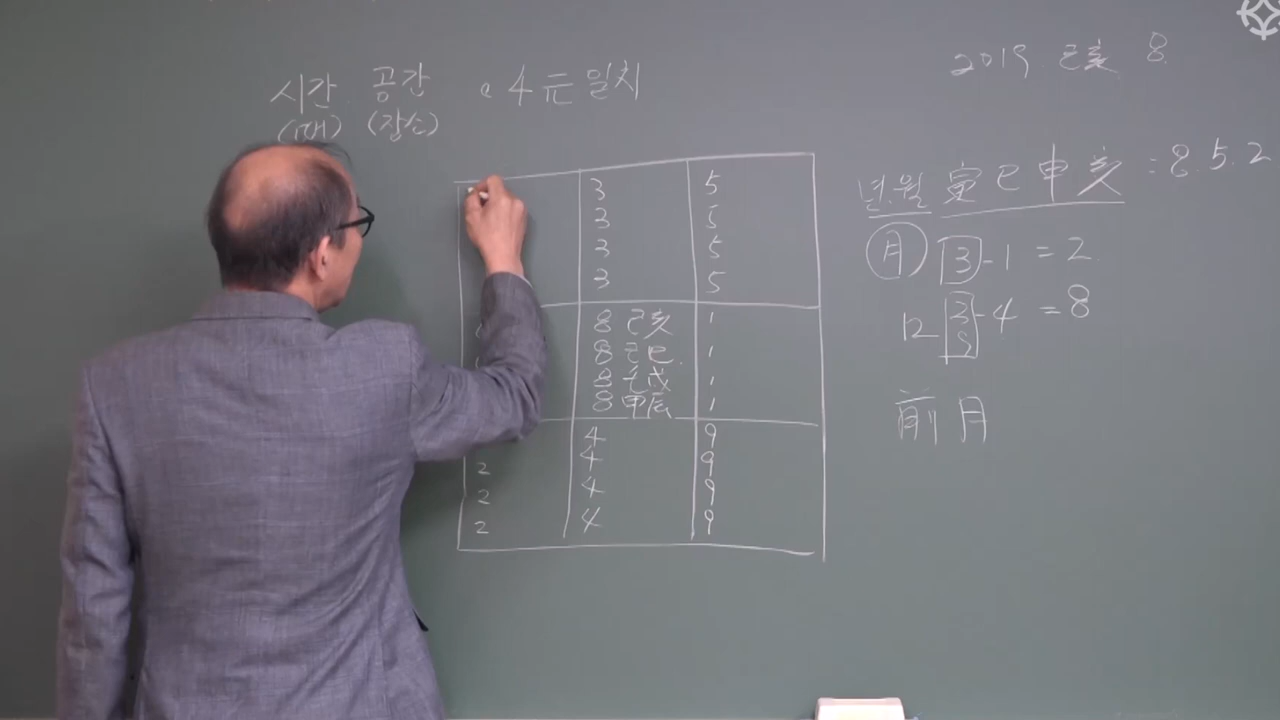 2019 己亥 8
시간 공간 4元일치
(때) (장소)
년.월 寅巳申亥 : 8.5.2
月 3-1 = 2
12 3-4 = 8
9
前月
3 5
3 5
3 5
3 5
8 己亥 1
8 己巳 1
8 壬戌 1
8 甲辰 1
4 9
2 4 9
2 4 9
2 4 9